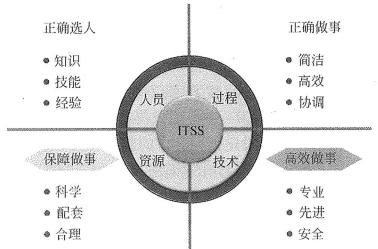 正确选人
知识
技能
经验
正确做事
简洁
高效
协调
人员
过程
ITSS
资源
技术
保障做事
科学
配套
合理
高效做事
专业
先进
安全